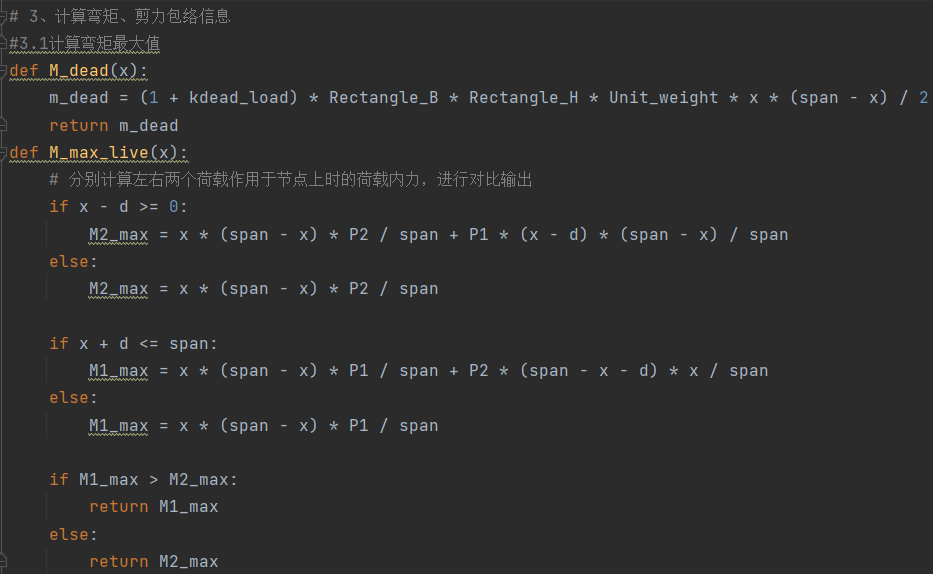 # 3、计算弯矩、剪力包络信息
#3.1计算弯矩最大值
def M_dead(x):
    m_dead = (1 + kdead_load) * Rectangle_B * Rectangle_H * Unit_weight * x * (span - x) / 2
    return m_dead
def M_max_live(x):
    # 分别计算左右两个荷载作用于节点上时的荷载内力，进行对比输出
    if x - d >= 0:
        M2_max = x * (span - x) * P2 / span + P1 * (x - d) * (span - x) / span
    else:
        M2_max = x * (span - x) * P2 / span

    if x + d <= span:
        M1_max = x * (span - x) * P1 / span + P2 * (span - x - d) * x / span
    else:
        M1_max = x * (span - x) * P1 / span

    if M1_max > M2_max:
        return M1_max
    else:
        return M2_max